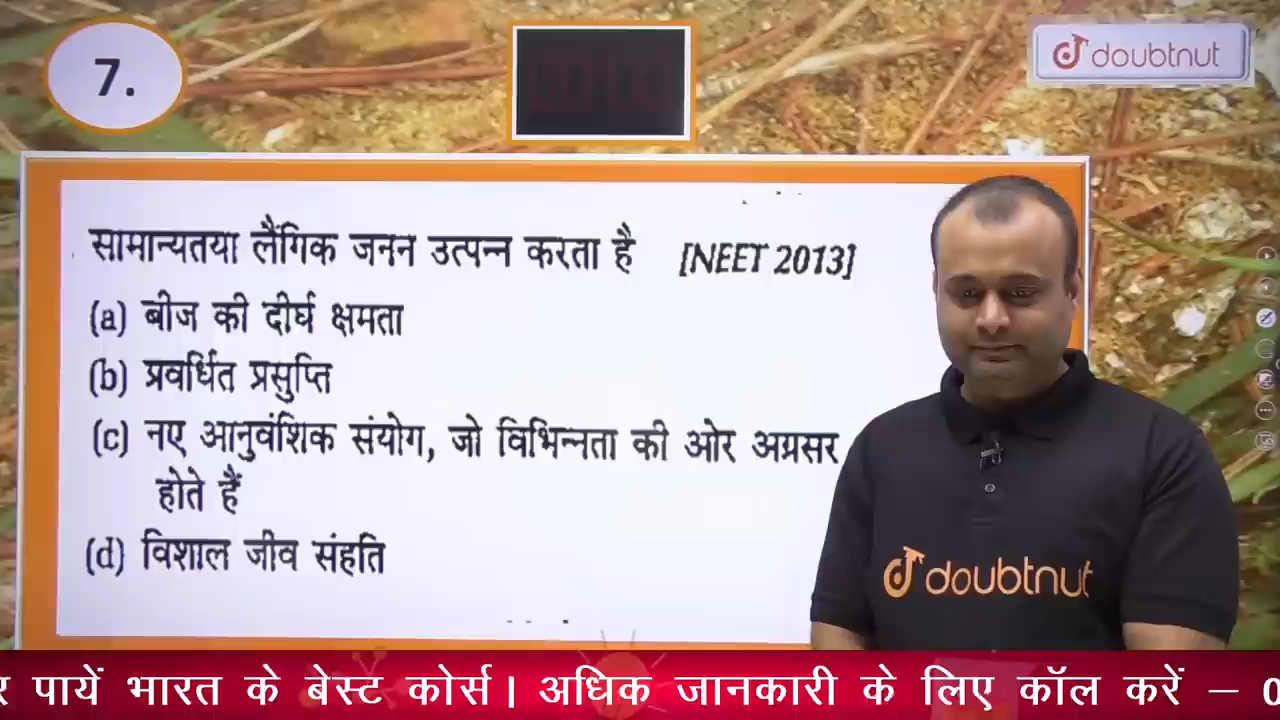 7.
doubtnut
सामान्यतया लैंगिक जनन उत्पन्न करता है [NEET 2013]
(a) बीज की दीर्घ क्षमता
(b) प्रवर्धित प्रसुप्ति
(c) नए आनुवंशिक संयोग, जो विभिन्नता की ओर अग्रसर
होते हैं
(d) विशाल जीव संहति
doubtnut
पायें भारत के बेस्ट कोर्स। अधिक जानकारी के लिए कॉल करें – 0